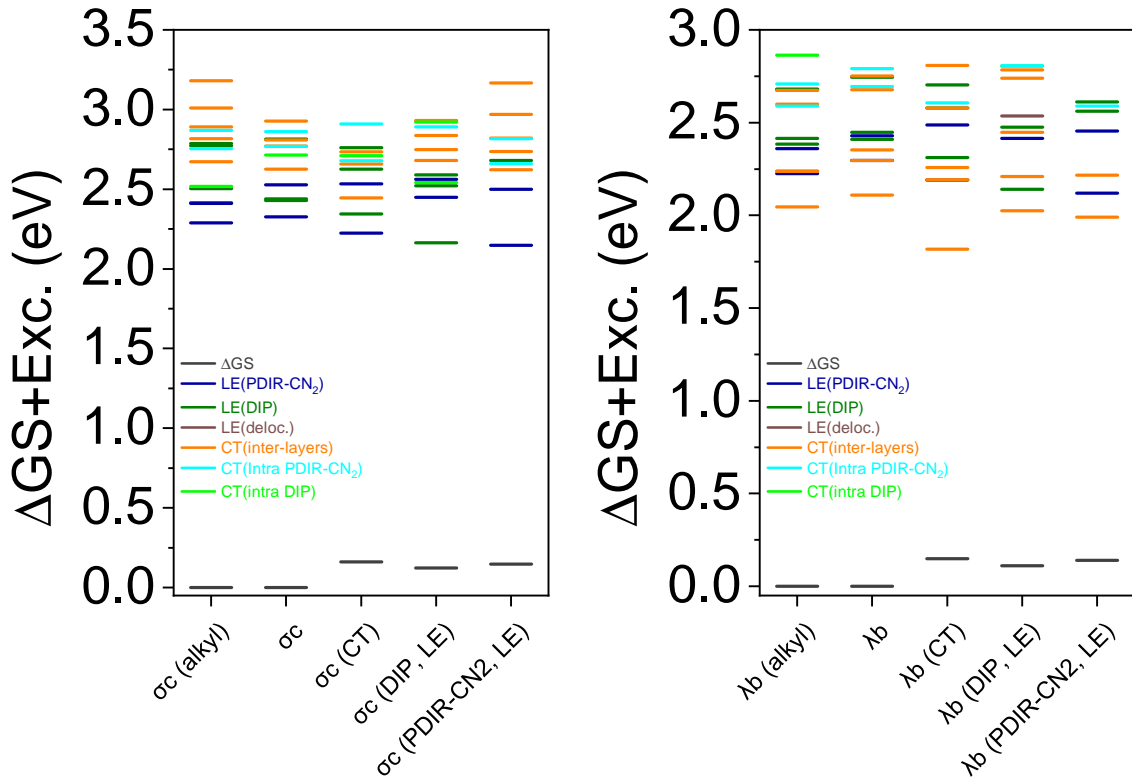 ΔGS+Exc. (eV)
3.5
3.0
2.5
2.0
1.5
1.0
0.5
0.0
ΔGS
LE(PDIR-CN₂)
LE(DIP)
LE(deloc.)
CT(inter-layers)
CT(Intra PDIR-CN₂)
CT(intra DIP)
σc (alkyl)
σc
σc (CT)
σc (DIP, LE)
σc (PDIR-CN2, LE)
ΔGS+Exc. (eV)
3.0
2.5
2.0
1.5
1.0
0.5
0.0
ΔGS
LE(PDIR-CN₂)
LE(DIP)
LE(deloc.)
CT(inter-layers)
CT(Intra PDIR-CN₂)
CT(intra DIP)
λb (alkyl)
λb
λb (CT)
λb (DIP, LE)
λb (PDIR-CN2, LE)